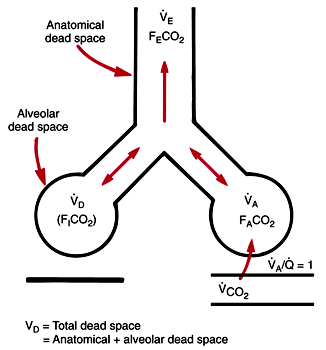 Anatomical
dead space
V̇E
FECO2
Alveolar
dead space
V̇D
(FICO2)
V̇A
FACO2
V̇A/Q̇ = 1
V̇CO2
VD = Total dead space
= Anatomical + alveolar dead space